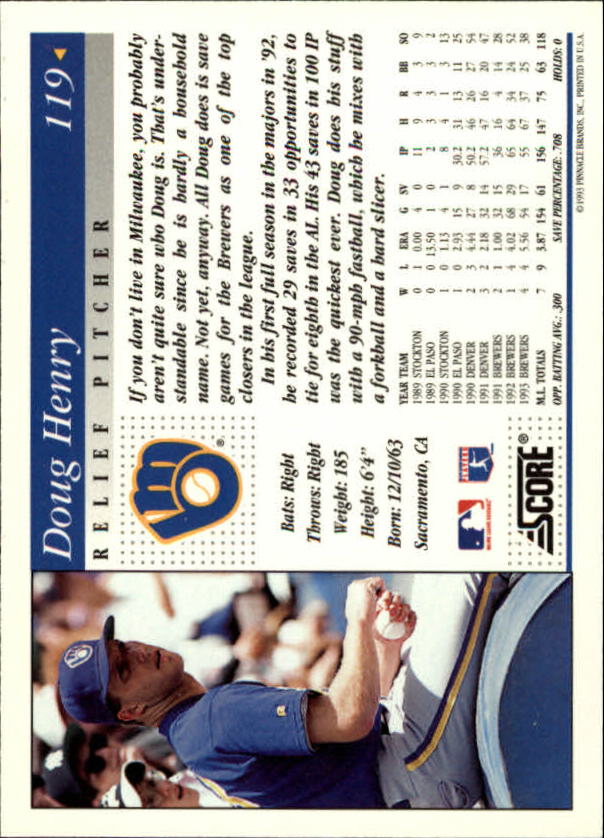 Doug Henry 119
RELIEF PITCHER
Bats: Right
Throws: Right
Weight: 185
Height: 6'4"
Born: 12/10/63
Sacramento, CA
SCORE
If you don't live in Milwaukee, you probably
aren't quite sure who Doug is. That's under-
standable since he is hardly a household
name. Not yet, anyway. All Doug does is save
games for the Brewers as one of the top
closers in the league.
In his first full season in the majors in '92,
he recorded 29 saves in 33 opportunities to
tie for eighth in the AL. His 43 saves in 100 IP
was the quickest ever. Doug does his stuff
with a 90-mph fastball, which he mixes with
a forkball and a hard slicer.
YEAR TEAM W L ERA G SV IP H R BB SO
1989 STOCKTON 0 1 0.00 4 0 11 9 4 3 9
1989 EL PASO 0 0 13.50 1 0 2 3 3 3 2
1990 STOCKTON 1 0 1.13 4 1 8 4 1 3 13
1990 EL PASO 1 0 2.93 15 9 30.2 31 13 11 25
1990 DENVER 2 3 4.44 27 8 50.2 46 26 27 54
1991 DENVER 3 2 2.18 32 14 57.2 47 16 20 47
1991 BREWERS 2 1 1.00 32 15 36 16 4 14 28
1992 BREWERS 1 4 4.02 68 29 65 64 34 24 52
1993 BREWERS 4 4 5.56 54 17 55 67 37 25 38
M.L. TOTALS 7 9 3.87 154 61 156 147 75 63 118
OPP. BATTING AVG.: .300 SAVE PERCENTAGE: .708 HOLDS: 0
© 1993 PINNACLE BRANDS, INC., PRINTED IN U.S.A.